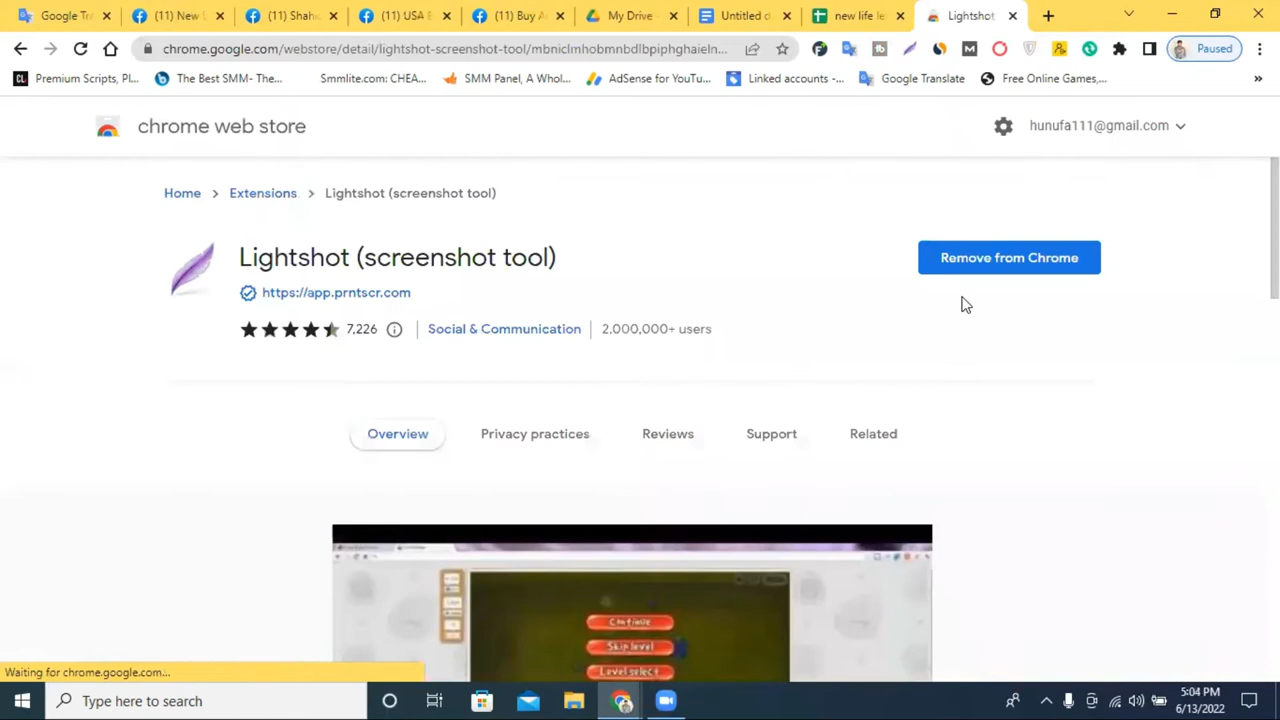 Google Tra
(11) New L
(11) Shahi
(11) USA E
(11) Buy A
My Drive -
Untitled d
new life le
Lightshot
chrome.google.com/webstore/detail/lightshot-screenshot-tool/mbniclmhobmnbdlbpiphghaieln...
Paused
Premium Scripts, Pl...
The Best SMM- The...
Smmlite.com: CHEA...
SMM Panel, A Whol...
AdSense for YouTu...
Linked accounts -...
Google Translate
Free Online Games,...
chrome web store
hunufa111@gmail.com
Home > Extensions > Lightshot (screenshot tool)
Lightshot (screenshot tool)
Remove from Chrome
https://app.prntscr.com
7,226
Social & Communication
2,000,000+ users
Overview
Privacy practices
Reviews
Support
Related
Continue
Skip level
Level select
Waiting for chrome.google.com...
Type here to search
5:04 PM
6/13/2022